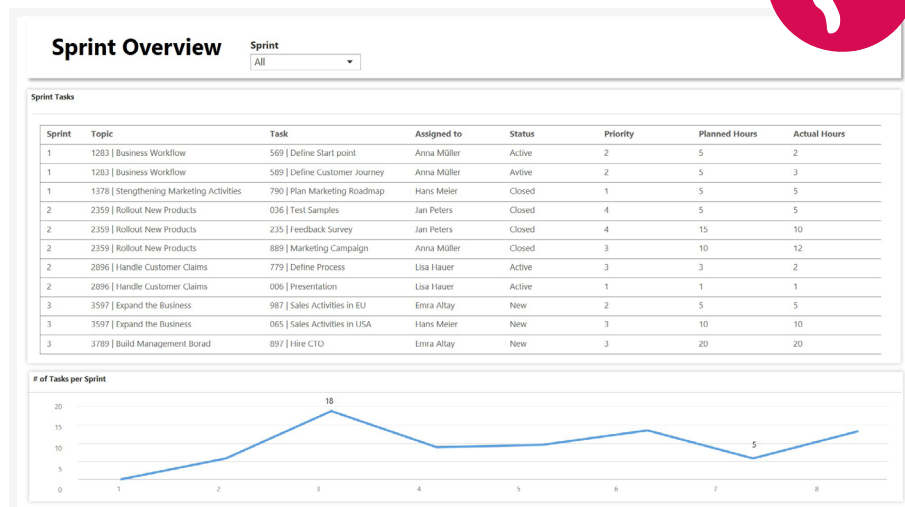 Sprint Overview
Sprint
All
Sprint Tasks
Sprint Topic Task Assigned to Status Priority Planned Hours Actual Hours
1 1283 | Business Workflow 569 | Define Start point Anna Müller Active 2 5 2
1 1283 | Business Workflow 589 | Define Customer Journey Anna Müller Avtive 2 5 3
1 1378 | Stengthening Marketing Activities 790 | Plan Marketing Roadmap Hans Meier Closed 1 5 5
2 2359 | Rollout New Products 036 | Test Samples Jan Peters Closed 4 5 5
2 2359 | Rollout New Products 235 | Feedback Survey Jan Peters Closed 4 15 10
2 2359 | Rollout New Products 889 | Marketing Campaign Anna Müller Closed 3 10 12
2 2896 | Handle Customer Claims 779 | Define Process Lisa Hauer Active 3 3 2
2 2896 | Handle Customer Claims 006 | Presentation Lisa Hauer Active 1 1 1
3 3597 | Expand the Business 987 | Sales Activities in EU Emra Altay New 2 5 5
3 3597 | Expand the Business 065 | Sales Activities in USA Hans Meier New 3 10 10
3 3789 | Build Management Borad 897 | Hire CTO Emra Altay New 3 20 20
# of Tasks per Sprint
20
15
10
5
0
18
5
1 2 3 4 5 6 7 8